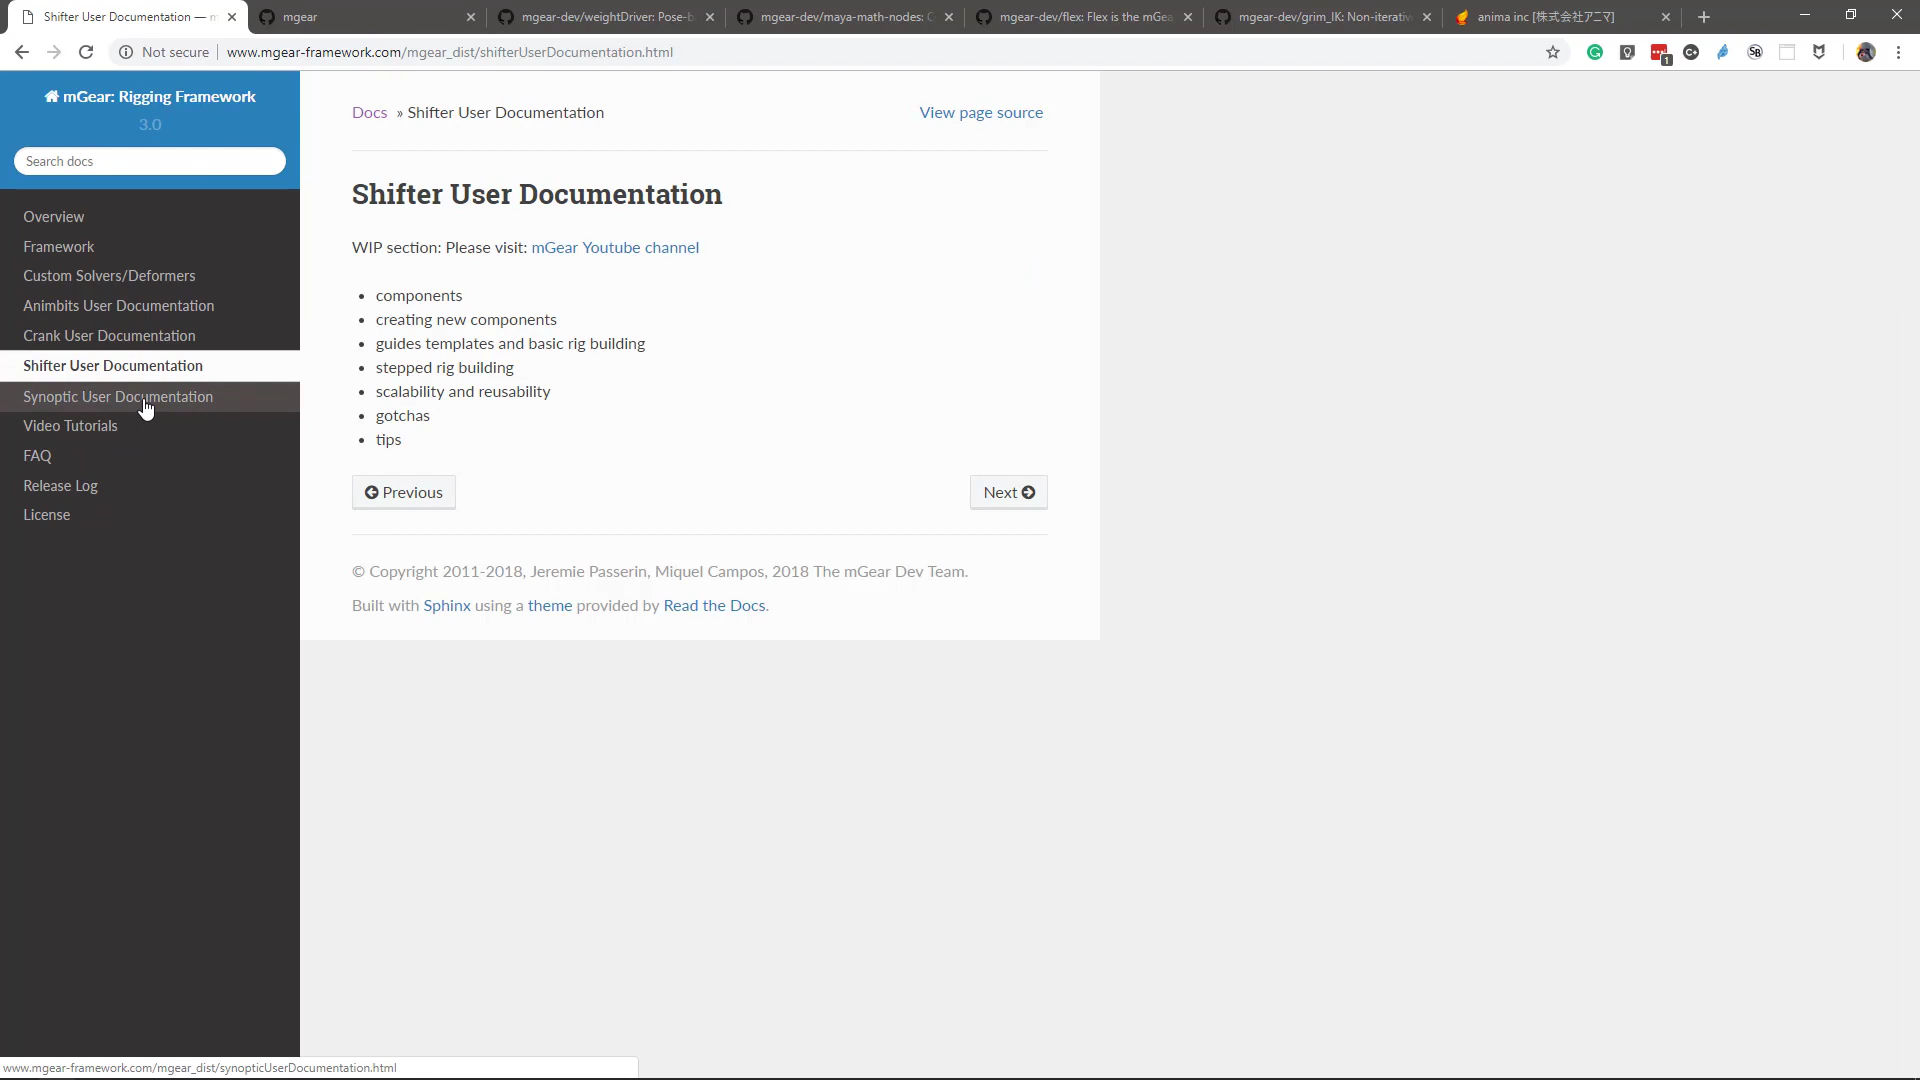 Shifter User Documentation — m
mgear
mgear-dev/weightDriver: Pose-b
mgear-dev/maya-math-nodes: C
mgear-dev/flex: Flex is the mGea
mgear-dev/grim_IK: Non-iterativ
anima inc [株式会社アニマ]
Not secure
www.mgear-framework.com/mgear_dist/shifterUserDocumentation.html
1
mGear: Rigging Framework
3.0
Search docs
Overview
Framework
Custom Solvers/Deformers
Animbits User Documentation
Crank User Documentation
Shifter User Documentation
Synoptic User Documentation
Video Tutorials
FAQ
Release Log
License
Docs » Shifter User Documentation
View page source
Shifter User Documentation
WIP section: Please visit: mGear Youtube channel
components
creating new components
guides templates and basic rig building
stepped rig building
scalability and reusability
gotchas
tips
Previous
Next
© Copyright 2011-2018, Jeremie Passerin, Miquel Campos, 2018 The mGear Dev Team.
Built with Sphinx using a theme provided by Read the Docs.
www.mgear-framework.com/mgear_dist/synopticUserDocumentation.html